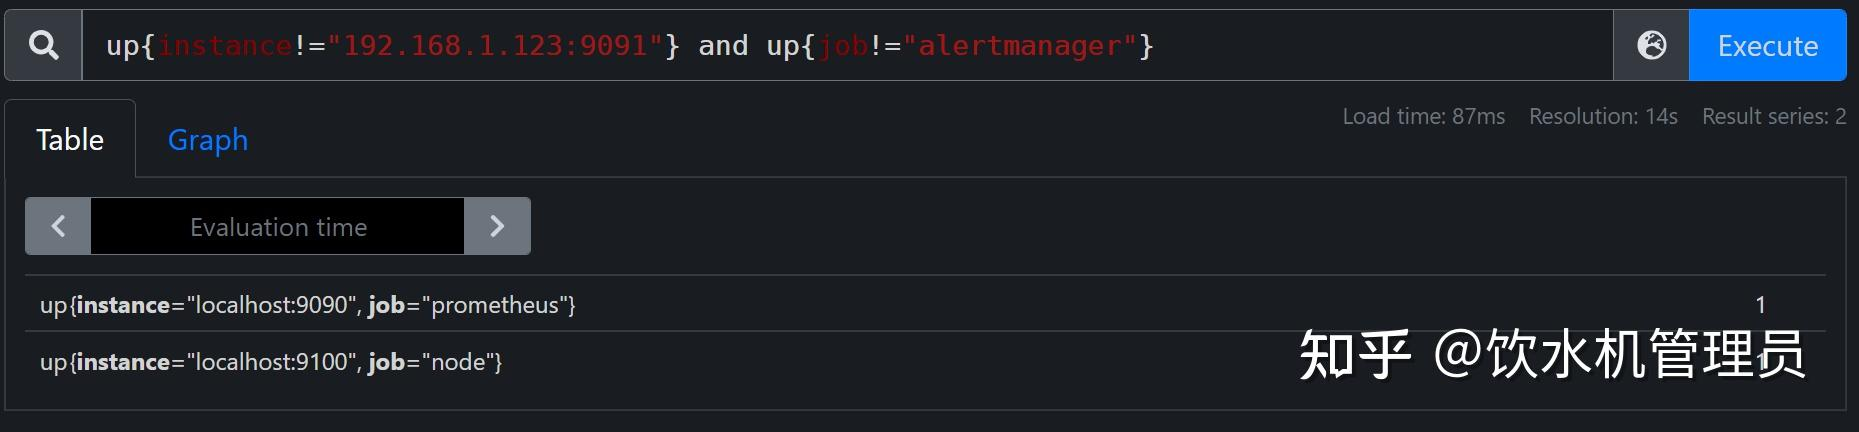 up{instance!="192.168.1.123:9091"} and up{job!="alertmanager"}
Execute
Table
Graph
Load time: 87ms Resolution: 14s Result series: 2
Evaluation time
up{instance="localhost:9090", job="prometheus"} 1
up{instance="localhost:9100", job="node"} 1
知乎 @饮水机管理员